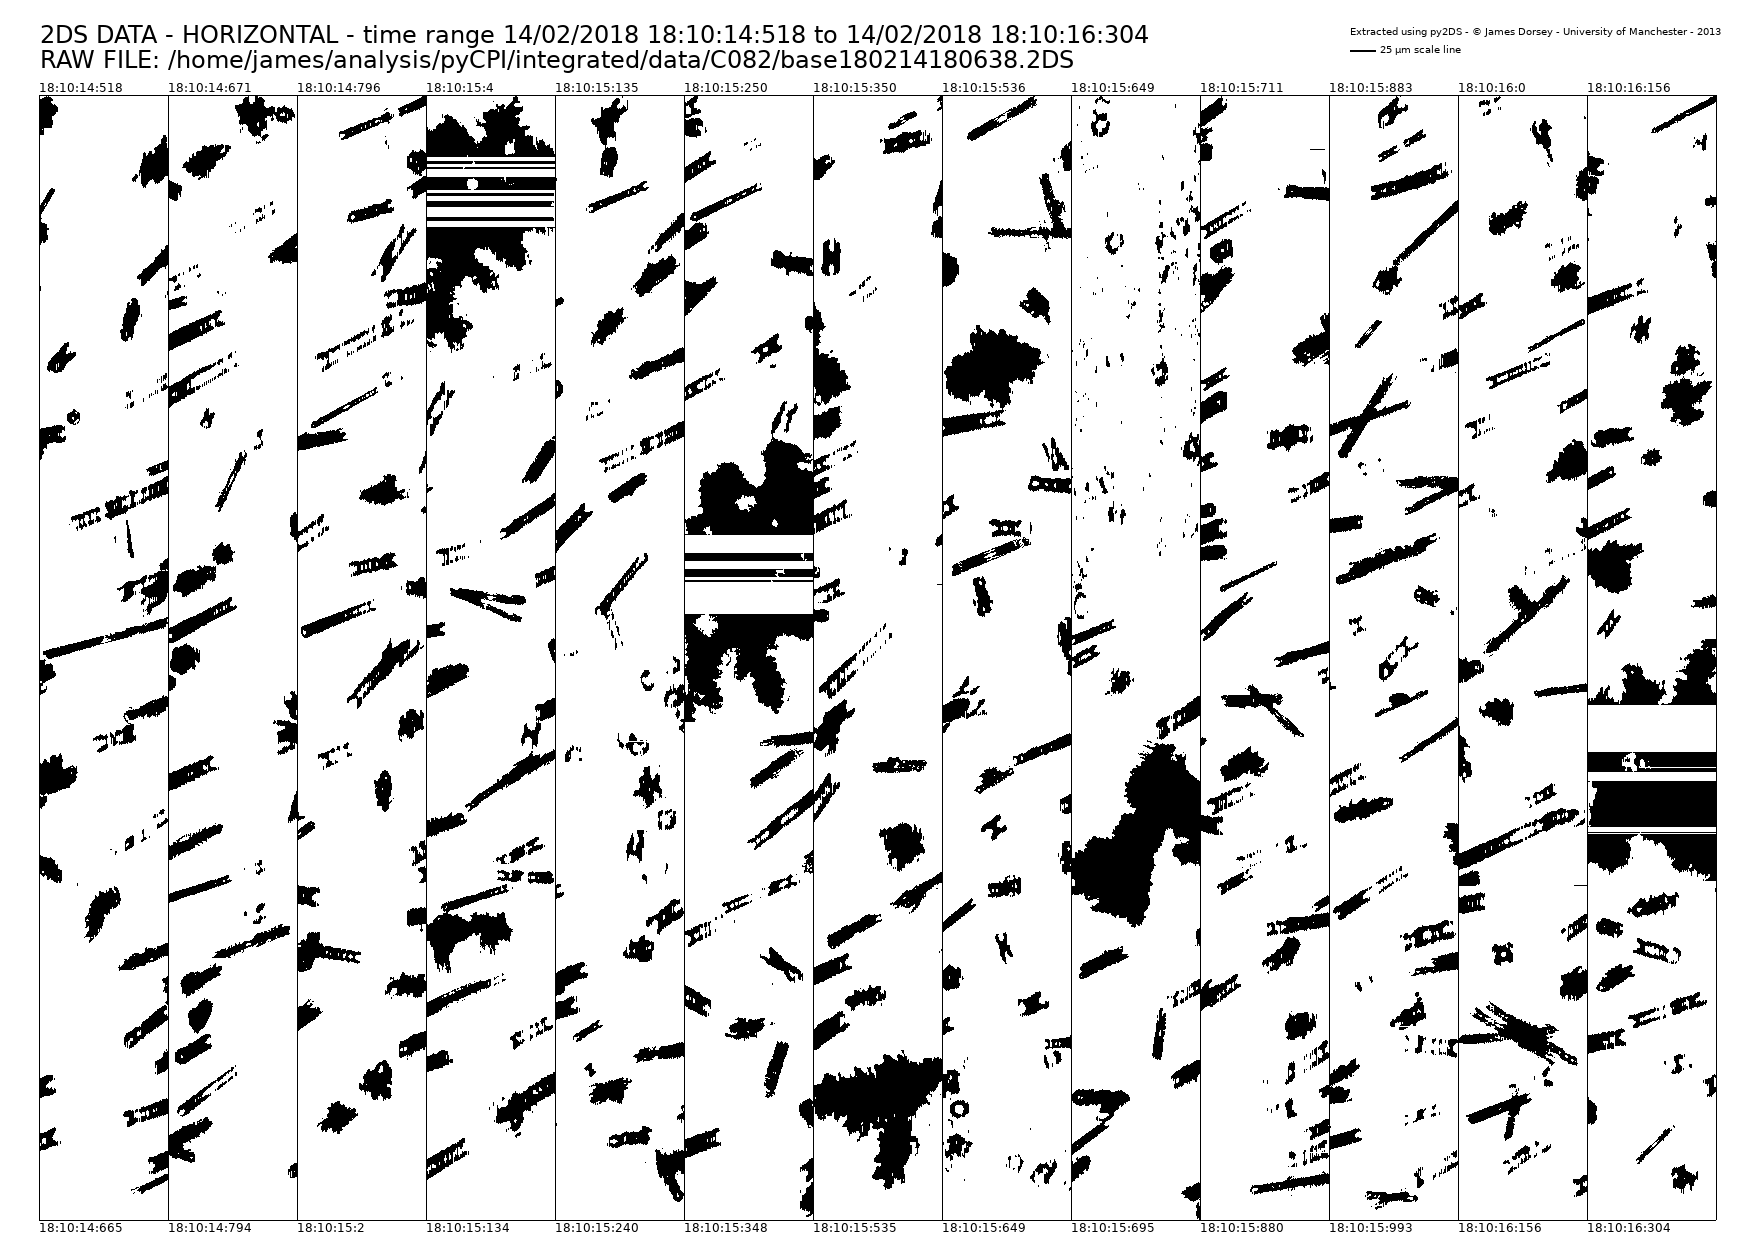 2DS DATA - HORIZONTAL - time range 14/02/2018 18:10:14:518 to 14/02/2018 18:10:16:304
RAW FILE: /home/james/analysis/pyCPI/integrated/data/C082/base180214180638.2DS
Extracted using py2DS - © James Dorsey - University of Manchester - 2013
25 µm scale line
18:10:14:518 18:10:14:671 18:10:14:796 18:10:15:4 18:10:15:135 18:10:15:250 18:10:15:350 18:10:15:536 18:10:15:649 18:10:15:711 18:10:15:883 18:10:16:0 18:10:16:156
18:10:14:665 18:10:14:794 18:10:15:2 18:10:15:134 18:10:15:240 18:10:15:348 18:10:15:535 18:10:15:649 18:10:15:695 18:10:15:880 18:10:15:993 18:10:16:156 18:10:16:304